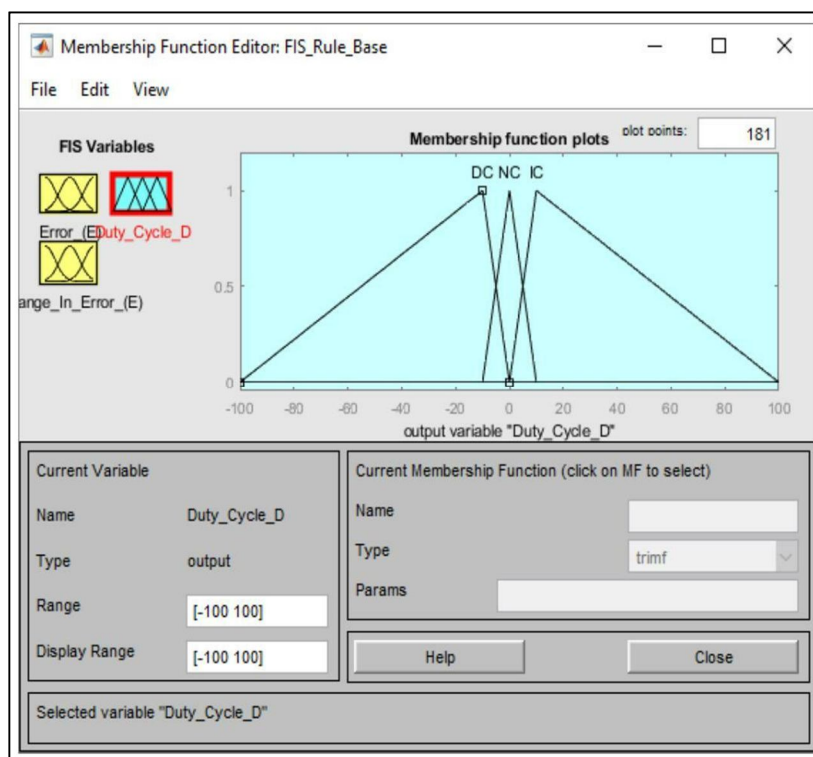 Membership Function Editor: FIS_Rule_Base
File Edit View
FIS Variables
Error_(E)
Duty_Cycle_D
ange_In_Error_(E)
Membership function plots
plot points:
181
DC NC IC
1
0.5
0
-100 -80 -60 -40 -20 0 20 40 60 80 100
output variable "Duty_Cycle_D"
Current Variable
Name Duty_Cycle_D
Type output
Range [-100 100]
Display Range [-100 100]
Current Membership Function (click on MF to select)
Name
Type trimf
Params
Help Close
Selected variable "Duty_Cycle_D"